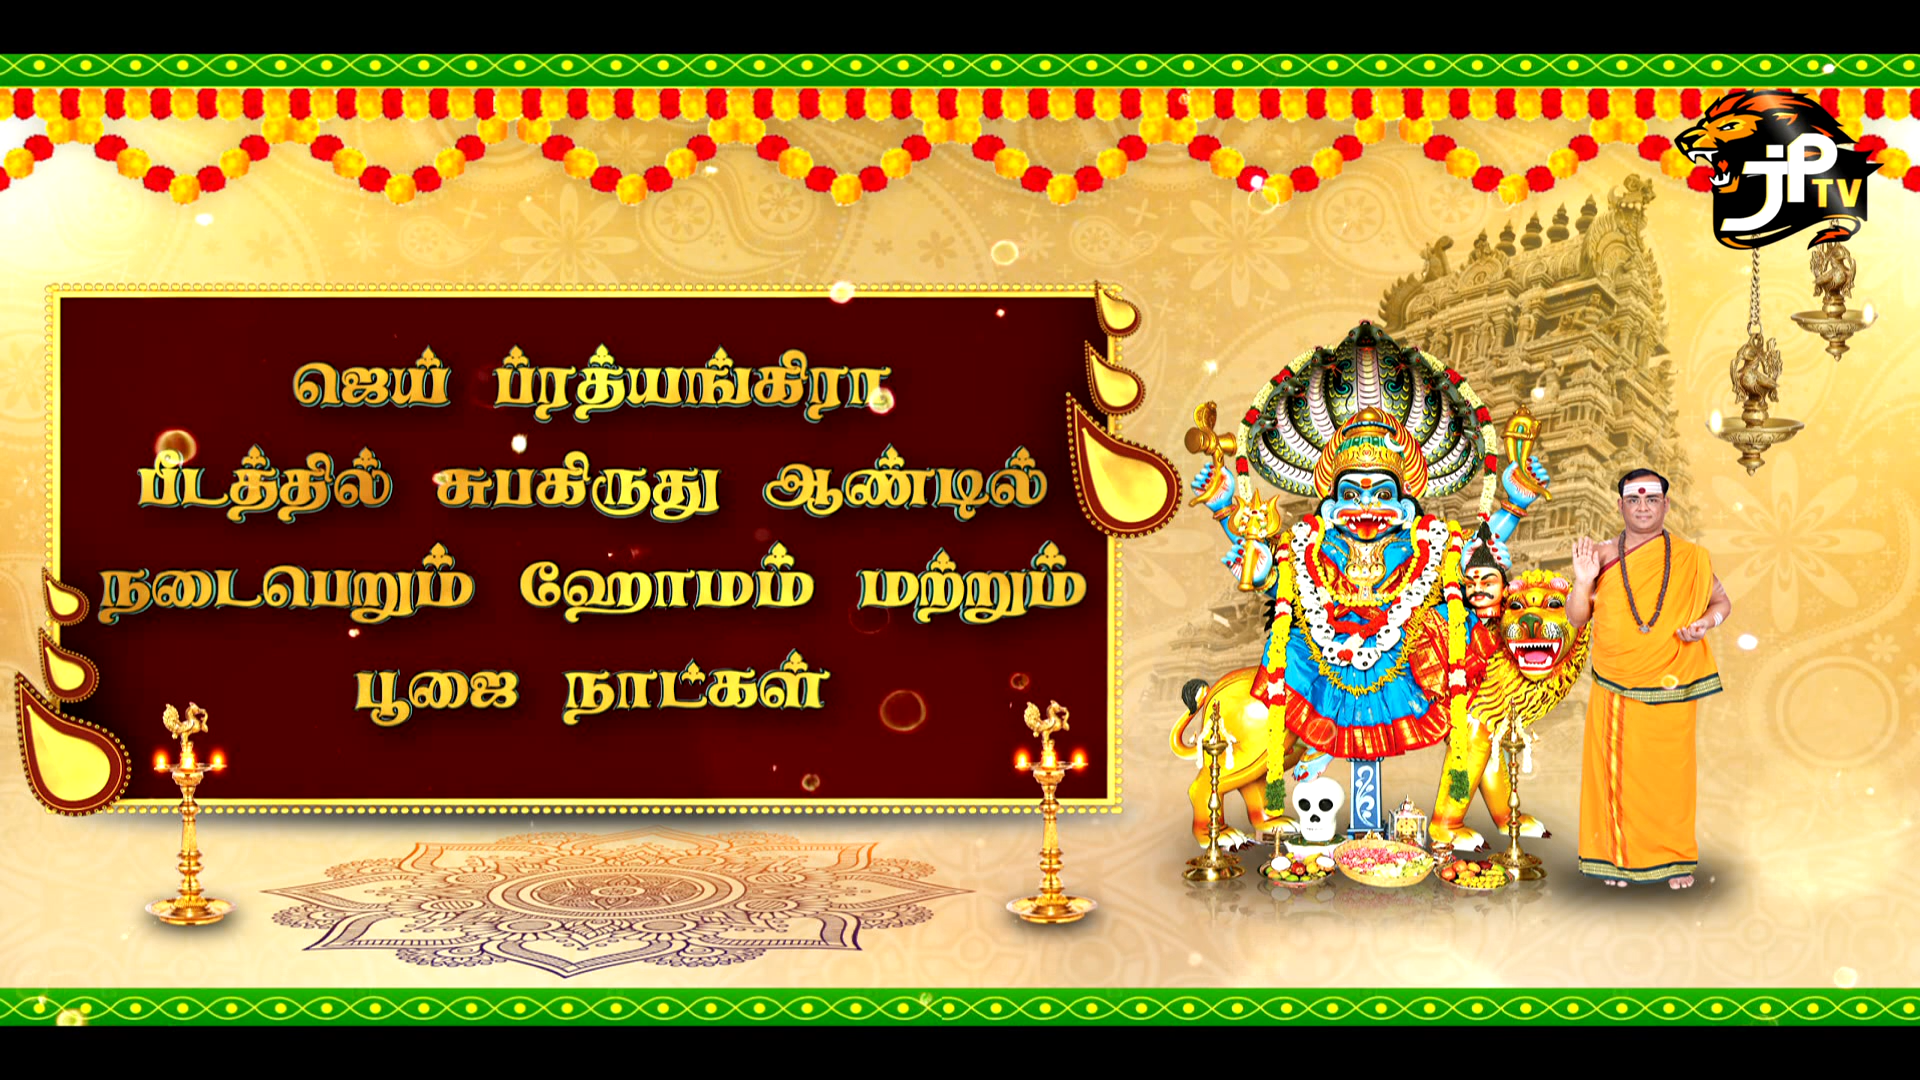 ஜெய் ப்ரத்யங்கிரா
பீடத்தில் சுபகிருது ஆண்டில்
நடைபெறும் ஹோமம் மற்றும்
பூஜை நாட்கள்
JP TV